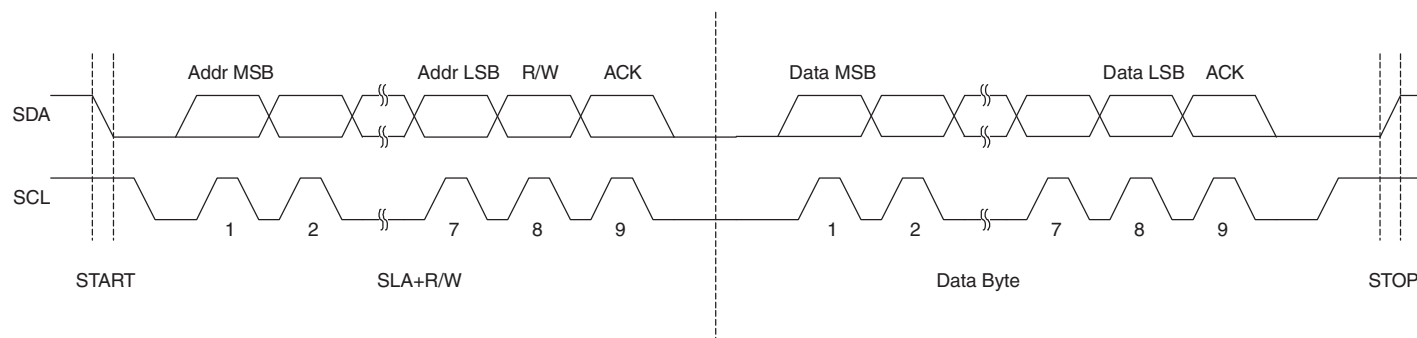 Addr MSB Addr LSB R/W ACK Data MSB Data LSB ACK
SDA
SCL
1 2 7 8 9 1 2 7 8 9
START SLA+R/W Data Byte STOP